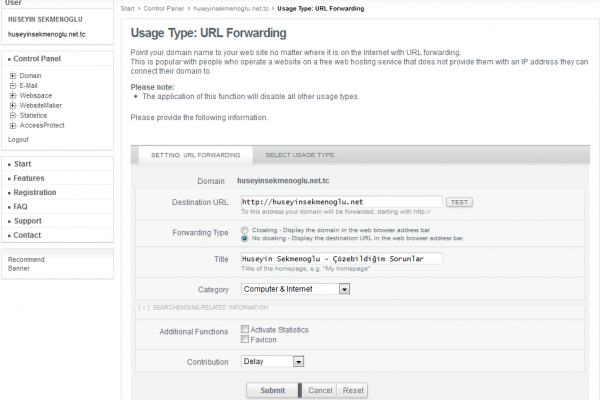 User
HUSEYIN SEKMENOGLU
huseyinsekmenoglu.net.tc
Control Panel
Domain
E-Mail
Webspace
WebsiteMaker
Statistics
AccessProtect
Logout
Start
Features
Registration
FAQ
Support
Contact
Recommend
Banner
Start > Control Panel > huseyinsekmenoglu.net.tc > Usage Type: URL Forwarding
Usage Type: URL Forwarding
Point your domain name to your web site no matter where it is on the Internet with URL forwarding.
This is popular with people who operate a website on a free web hosting service that does not provide them with an IP address they can
connect their domain to.
Please note:
• The application of this function will disable all other usage types.
Please provide the following information.
SETTING: URL FORWARDING SELECT USAGE TYPE
Domain huseyinsekmenoglu.net.tc
Destination URL http://huseyinsekmenoglu.net TEST
To this address your domain will be forwarded, starting with http://
Forwarding Type Cloaking - Display the domain in the web browser address bar.
No cloaking - Display the destination URL in the web browser address bar.
Title Huseyin Sekmenoglu - Çözebildiğim Sorunlar
Title of the homepage, e.g. "My homepage"
Category Computer & Internet
[ + ] SEARCHENGINE-RELATED INFORMATION
Additional Functions Activate Statistics
Favicon
Contribution Delay
Submit Cancel Reset